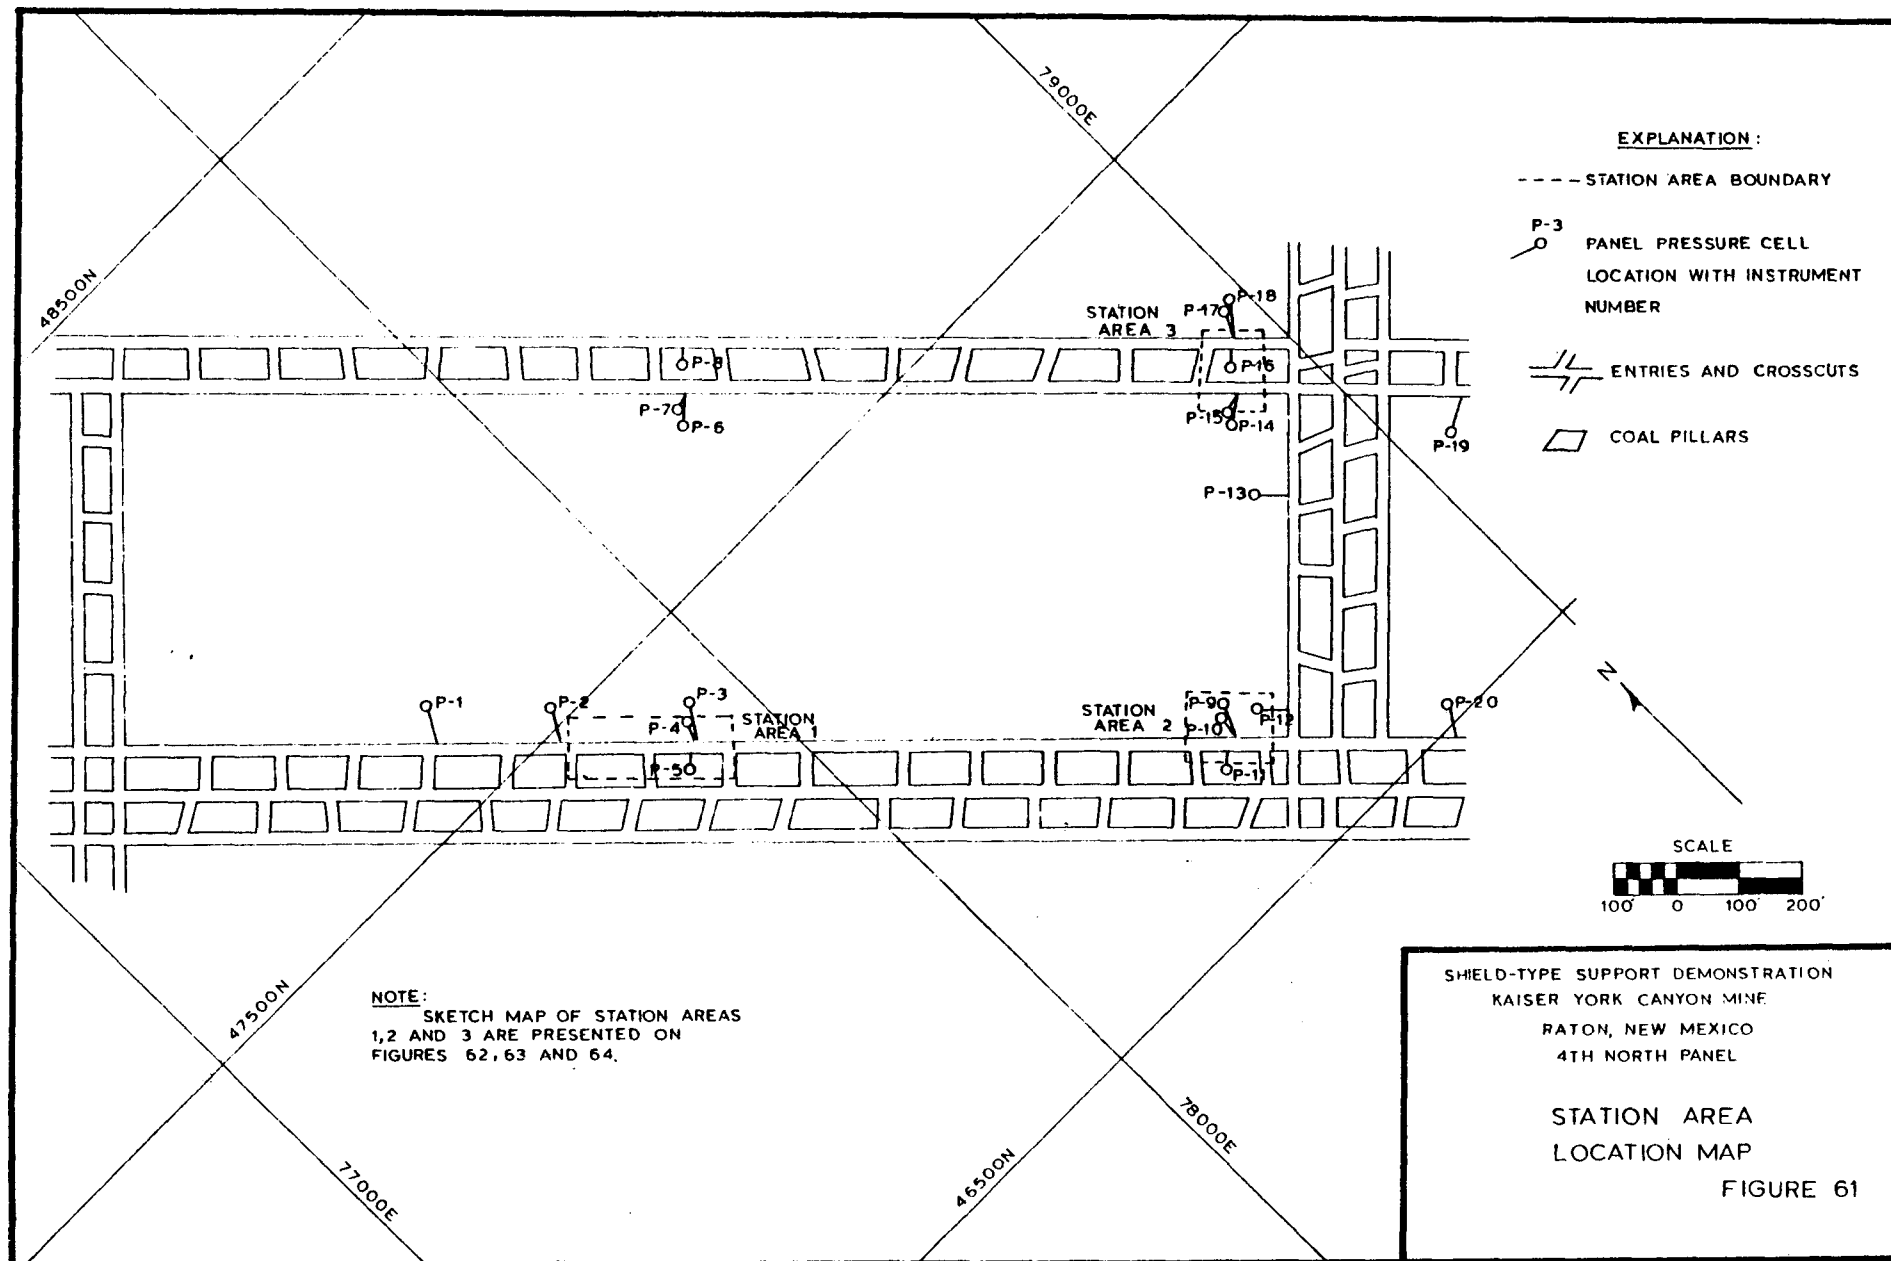 79000E
48500N
EXPLANATION:
STATION AREA BOUNDARY
P-3
PANEL PRESSURE CELL
LOCATION WITH INSTRUMENT
NUMBER
ENTRIES AND CROSSCUTS
COAL PILLARS
STATION
AREA 3
P-18
P-17
P-16
P-15
P-14
P-13
P-19
P-8
P-7
P-6
P-1
P-2
P-3
P-4
P-5
STATION
AREA 1
STATION
AREA 2
P-9
P-10
P-11
P-12
P-20
N
SCALE
100' 0 100' 200'
47500N
77000E
46500N
78000E
NOTE:
SKETCH MAP OF STATION AREAS
1,2 AND 3 ARE PRESENTED ON
FIGURES 62,63 AND 64.
SHIELD-TYPE SUPPORT DEMONSTRATION
KAISER YORK CANYON MINE
RATON, NEW MEXICO
4TH NORTH PANEL
STATION AREA
LOCATION MAP
FIGURE 61